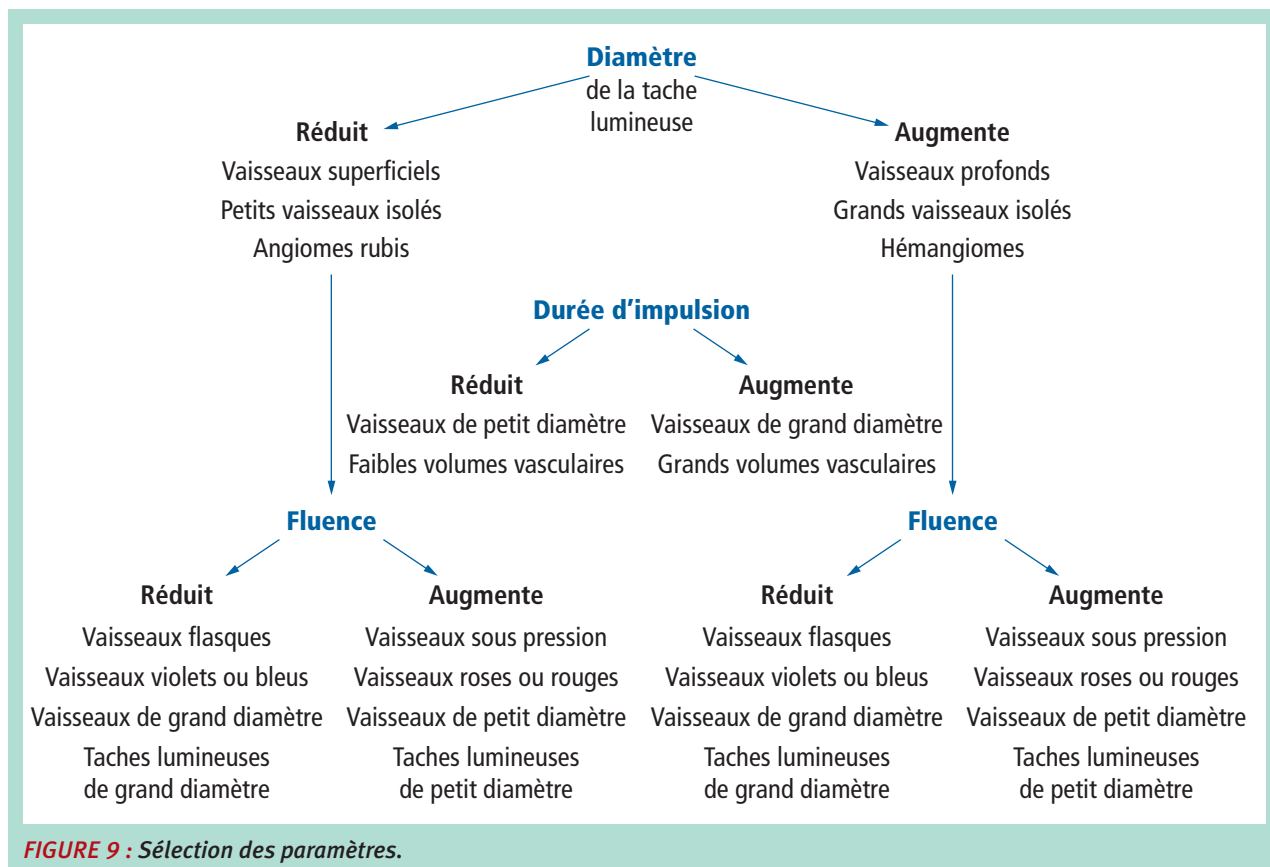 Diamètre
de la tache
lumineuse
Réduit
Vaisseaux superficiels
Petits vaisseaux isolés
Angiomes rubis
Augmente
Vaisseaux profonds
Grands vaisseaux isolés
Hémangiomes
Durée d'impulsion
Réduit
Vaisseaux de petit diamètre
Faibles volumes vasculaires
Augmente
Vaisseaux de grand diamètre
Grands volumes vasculaires
Fluence
Réduit
Vaisseaux flasques
Vaisseaux violets ou bleus
Vaisseaux de grand diamètre
Taches lumineuses
de grand diamètre
Augmente
Vaisseaux sous pression
Vaisseaux roses ou rouges
Vaisseaux de petit diamètre
Taches lumineuses
de petit diamètre
Fluence
Réduit
Vaisseaux flasques
Vaisseaux violets ou bleus
Vaisseaux de grand diamètre
Taches lumineuses
de grand diamètre
Augmente
Vaisseaux sous pression
Vaisseaux roses ou rouges
Vaisseaux de petit diamètre
Taches lumineuses
de petit diamètre
FIGURE 9 : Sélection des paramètres.